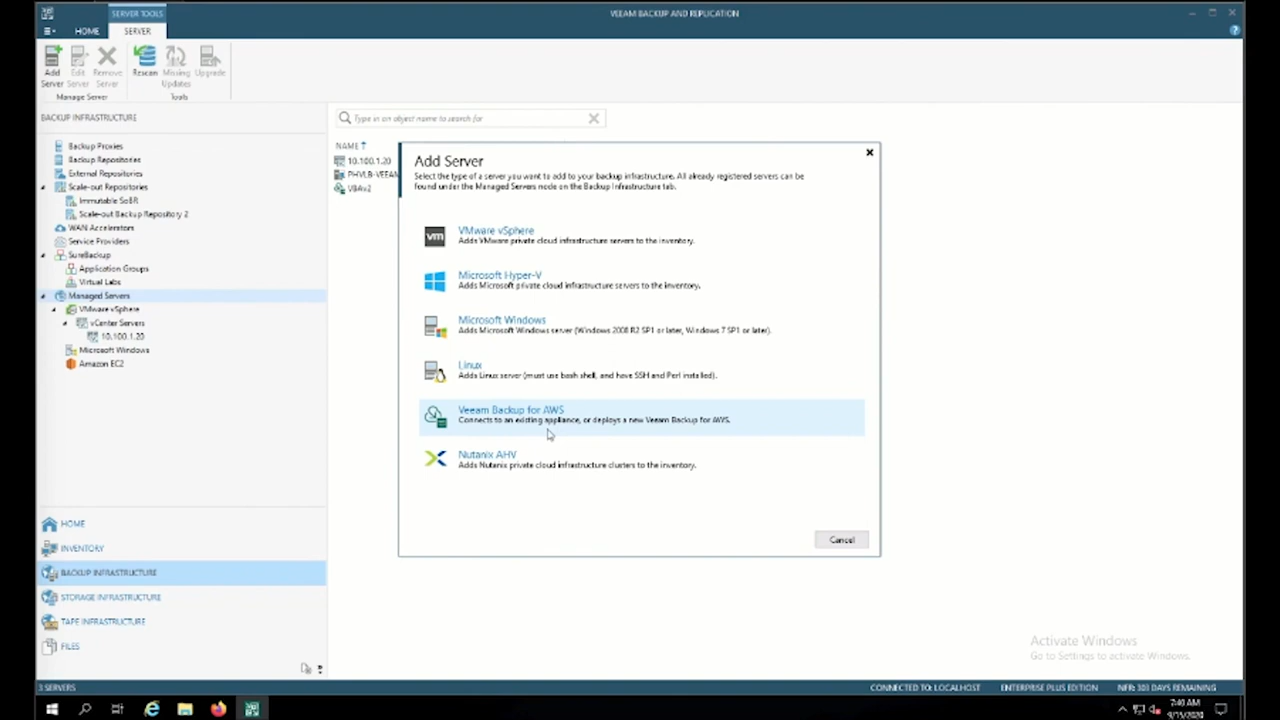 SERVER TOOLS
VEEAM BACKUP AND REPLICATION
HOME
SERVER
Add Server
Edit Server
Remove Server
Rescan
Missing Updates
Upgrade
Manage Server
Tools
BACKUP INFRASTRUCTURE
Type in an object name to search for
Backup Proxies
Backup Repositories
External Repositories
Scale-out Repositories
Immutable SoBR
Scale-out Backup Repository 2
WAN Accelerators
Service Providers
SureBackup
Application Groups
Virtual Labs
Managed Servers
VMware vSphere
vCenter Servers
10.100.1.20
Microsoft Windows
Amazon EC2
NAME
10.100.1.20
PHVLB-VEEAM
VBAv2
Add Server
Select the type of a server you want to add to your backup infrastructure. All already registered servers can be
found under the Managed Servers node on the Backup Infrastructure tab.
VMware vSphere
Adds VMware private cloud infrastructure servers to the inventory.
Microsoft Hyper-V
Adds Microsoft private cloud infrastructure servers to the inventory.
Microsoft Windows
Adds Microsoft Windows server (Windows 2008 R2 SP1 or later, Windows 7 SP1 or later).
Linux
Adds Linux server (must use bash shell, and have SSH and Perl installed).
Veeam Backup for AWS
Connects to an existing appliance, or deploys a new Veeam Backup for AWS.
Nutanix AHV
Adds Nutanix private cloud infrastructure clusters to the inventory.
Cancel
HOME
INVENTORY
BACKUP INFRASTRUCTURE
STORAGE INFRASTRUCTURE
TAPE INFRASTRUCTURE
FILES
Activate Windows
Go to Settings to activate Windows.
3 SERVERS
CONNECTED TO: LOCALHOST
ENTERPRISE PLUS EDITION
NFR: 303 DAYS REMAINING
7:40 AM
9/15/2020